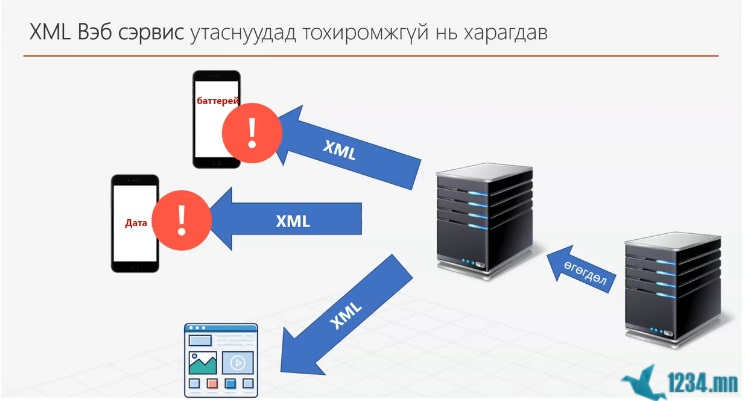 XML Вэб сэрвис утаснуудад тохиромжгүй нь харагдав
баттерей
!
XML
Дата
!
XML
өгөгдөл
XML
1234.mn